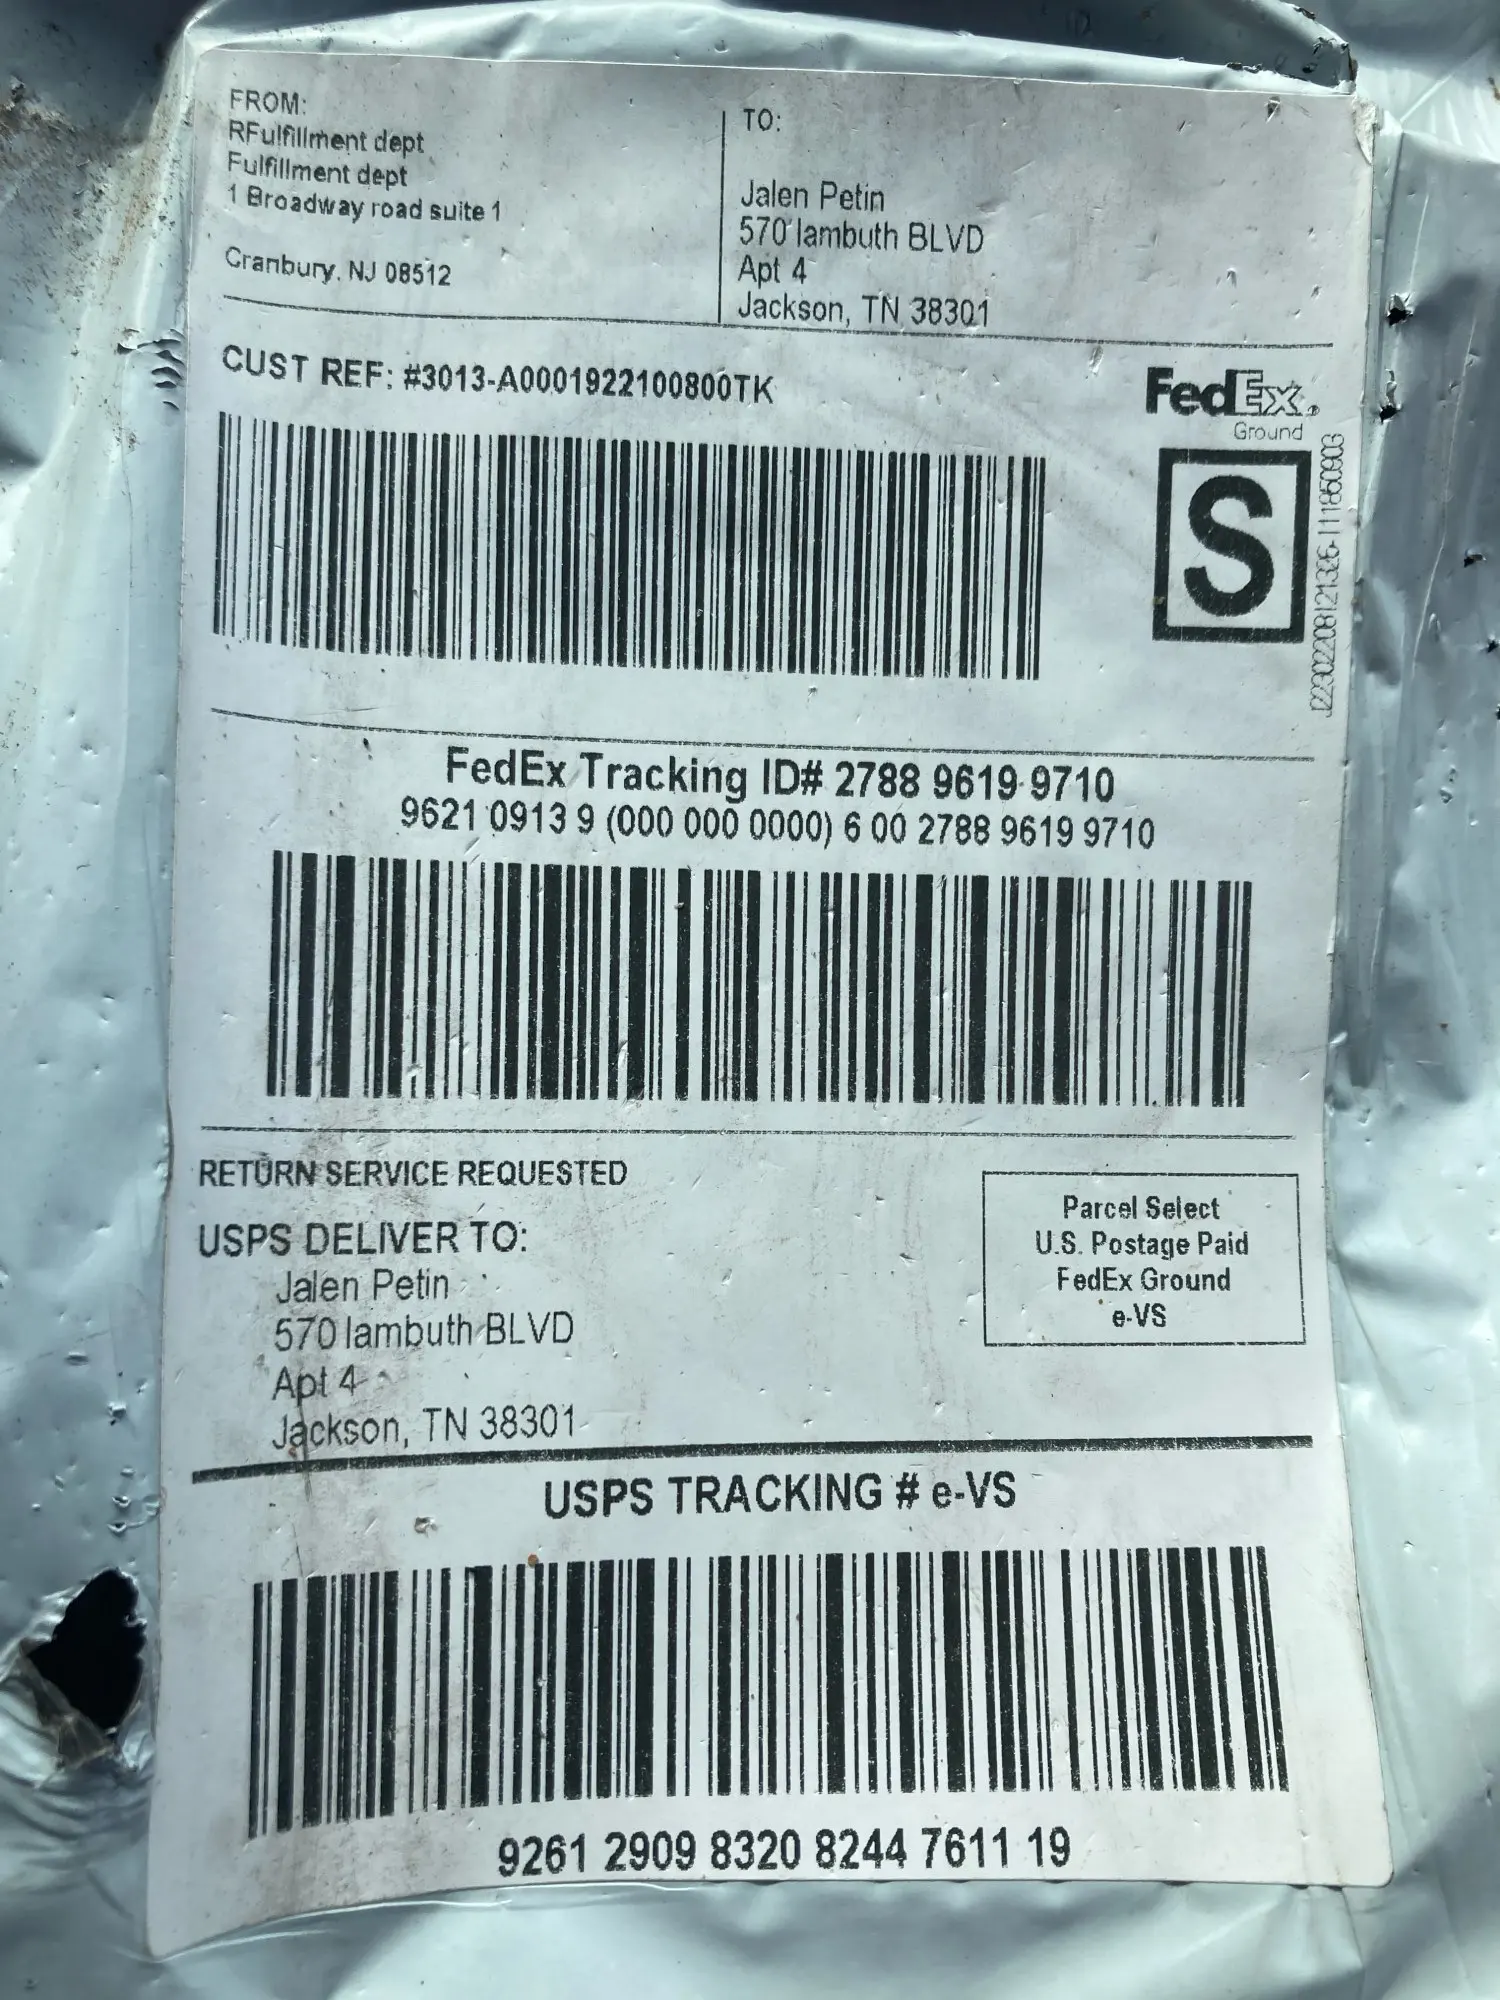 FROM:
RFulfillment dept
Fulfillment dept
1 Broadway road suite 1
Cranbury, NJ 08512
TO:
Jalen Petin
570 lambuth BLVD
Apt 4
Jackson, TN 38301
CUST REF: #3013-A0001922100800TK
FedEx®
Ground
S
J22302208121326-111860903
FedEx Tracking ID# 2788 9619 9710
9621 0913 9 (000 000 0000) 6 00 2788 9619 9710
RETURN SERVICE REQUESTED
USPS DELIVER TO:
Jalen Petin
570 lambuth BLVD
Apt 4
Jackson, TN 38301
Parcel Select
U.S. Postage Paid
FedEx Ground
e-VS
USPS TRACKING # e-VS
9261 2909 8320 8244 7611 19